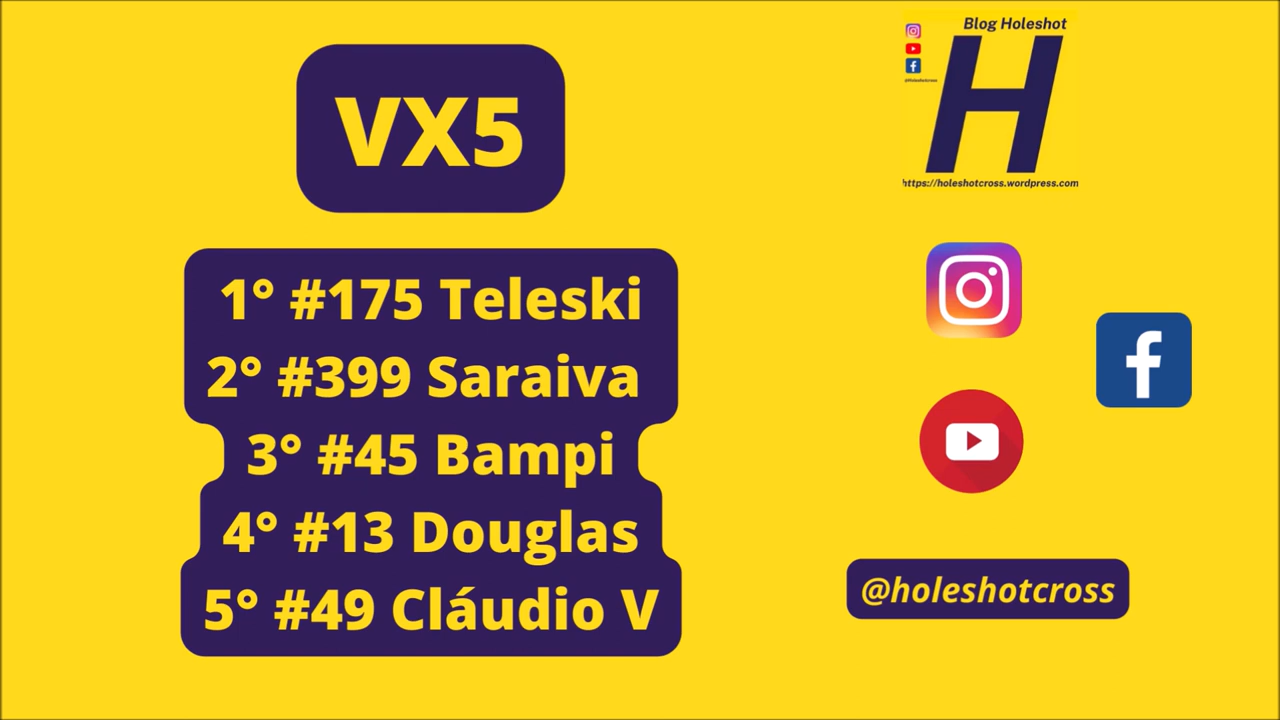 VX5
1° #175 Teleski
2° #399 Saraiva
3° #45 Bampi
4° #13 Douglas
5° #49 Cláudio V
Blog Holeshot
@Holeshotcross
H
https://holeshotcross.wordpress.com
@holeshotcross